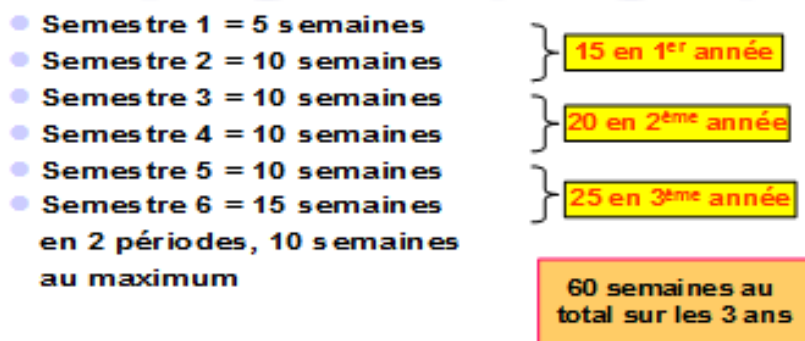 Semestre 1 = 5 semaines
Semestre 2 = 10 semaines
15 en 1er année
Semestre 3 = 10 semaines
Semestre 4 = 10 semaines
20 en 2ème année
Semestre 5 = 10 semaines
Semestre 6 = 15 semaines
25 en 3ème année
en 2 périodes, 10 semaines
au maximum
60 semaines au
total sur les 3 ans